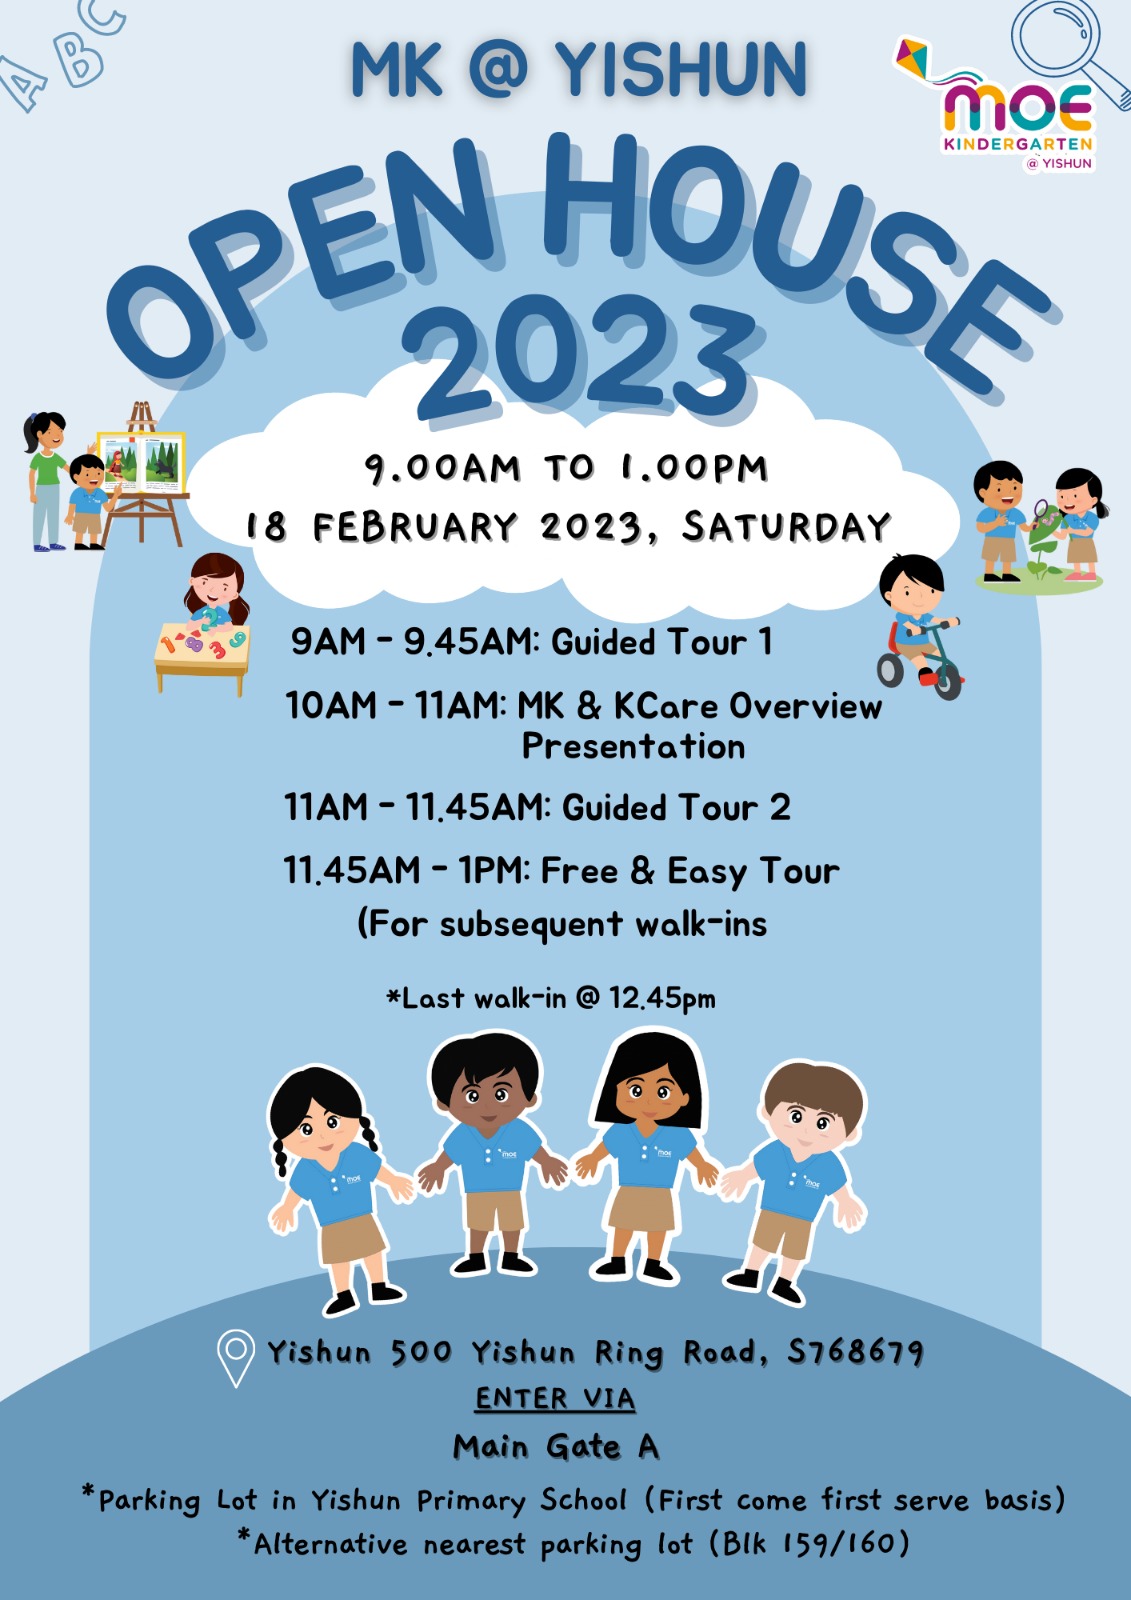 A B C
MK @ YISHUN
moe
KINDERGARTEN
@ YISHUN
OPEN HOUSE
2023
9.00AM TO 1.00PM
18 FEBRUARY 2023, SATURDAY
9AM - 9.45AM: Guided Tour 1
10AM - 11AM: MK & KCare Overview
Presentation
11AM - 11.45AM: Guided Tour 2
11.45AM - 1PM: Free & Easy Tour
(For subsequent walk-ins
*Last walk-in @ 12.45pm
moe
moe
moe
moe
Yishun 500 Yishun Ring Road, S768679
ENTER VIA
Main Gate A
*Parking Lot in Yishun Primary School (First come first serve basis)
*Alternative nearest parking lot (Blk 159/160)